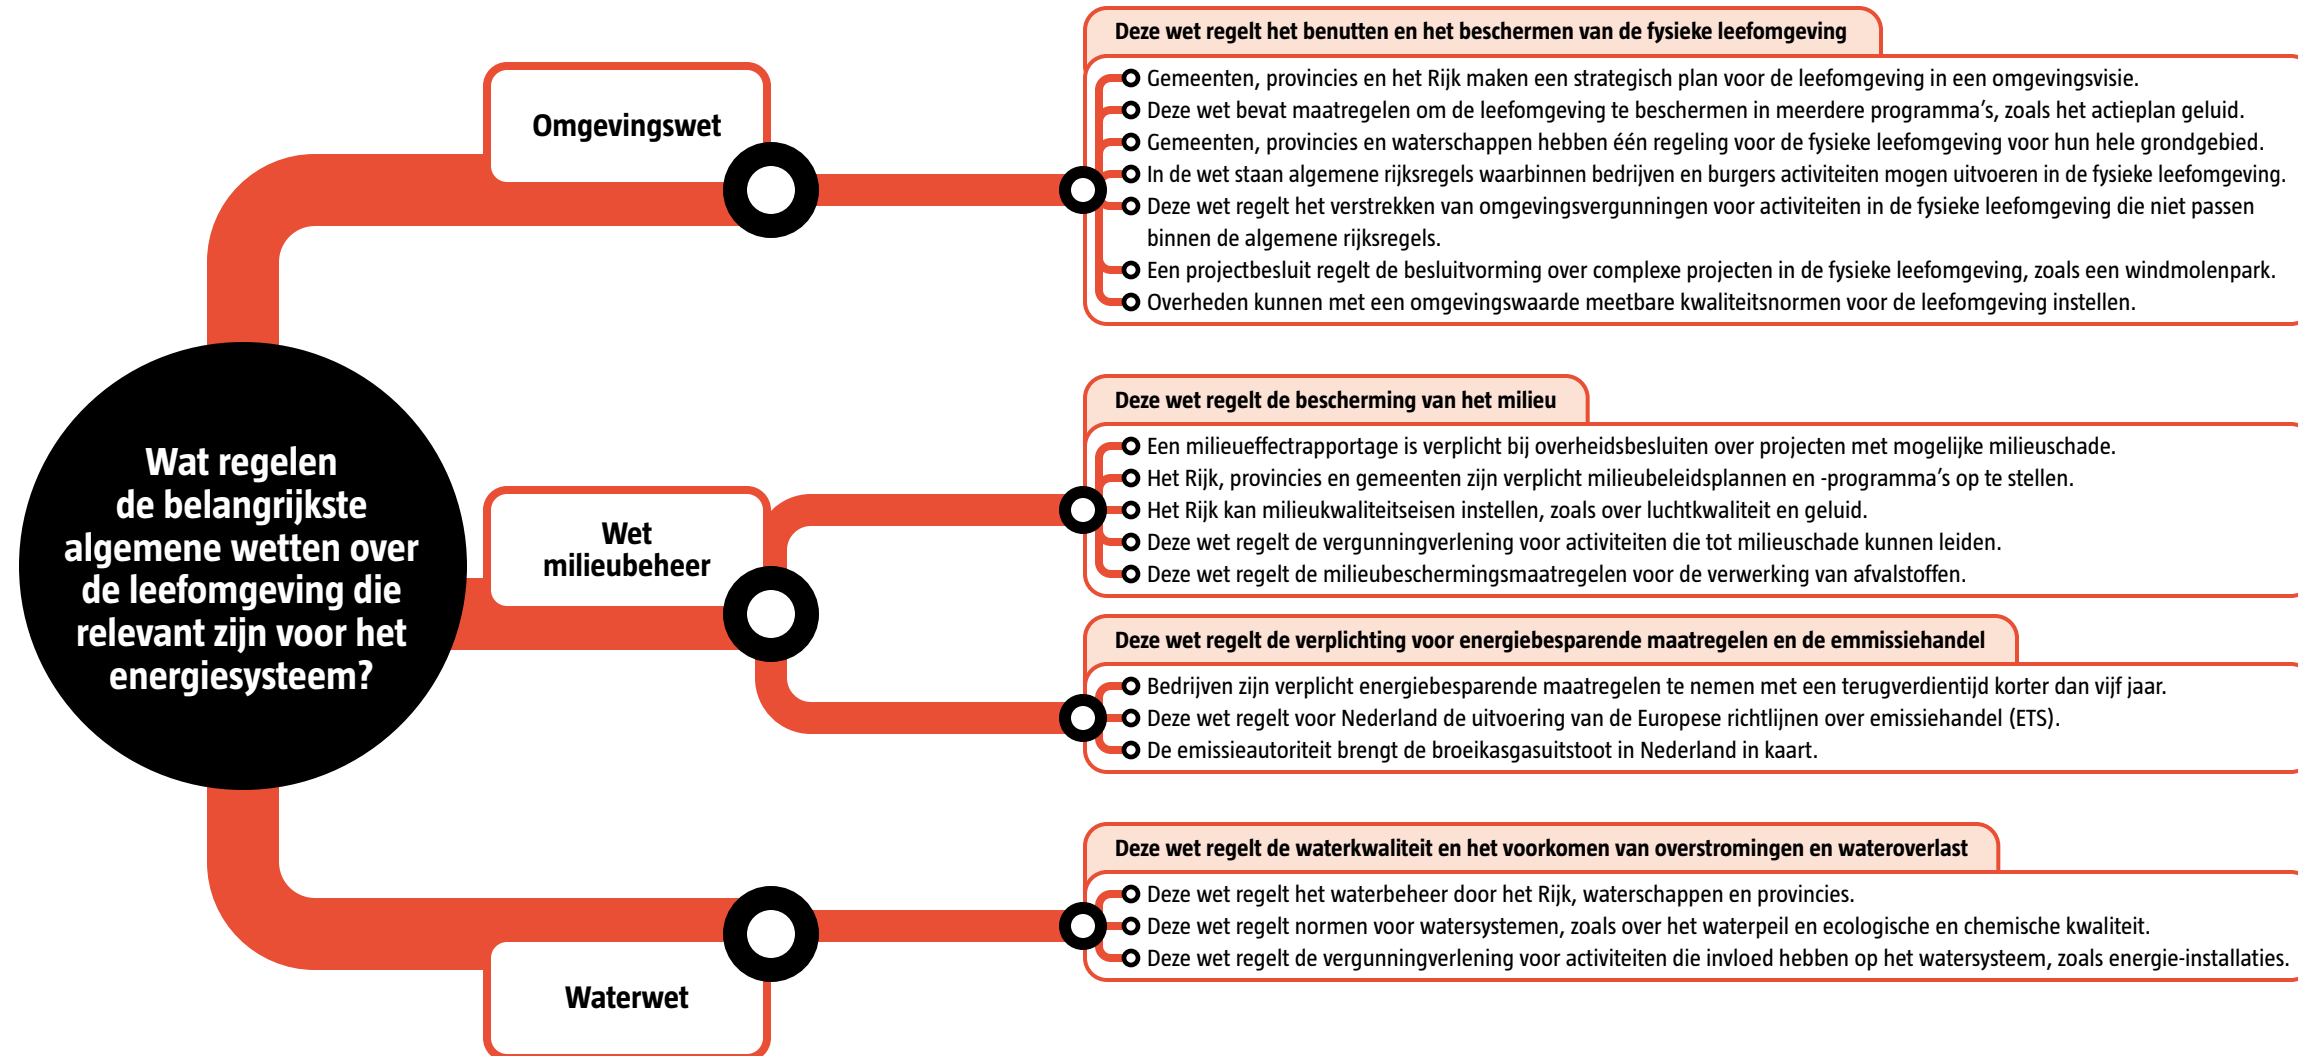 Wat regelen
de belangrijkste
algemene wetten over
de leefomgeving die
relevant zijn voor het
energiesysteem?
Omgevingswet
Deze wet regelt het benutten en het beschermen van de fysieke leefomgeving
Gemeenten, provincies en het Rijk maken een strategisch plan voor de leefomgeving in een omgevingsvisie.
Deze wet bevat maatregelen om de leefomgeving te beschermen in meerdere programma's, zoals het actieplan geluid.
Gemeenten, provincies en waterschappen hebben één regeling voor de fysieke leefomgeving voor hun hele grondgebied.
In de wet staan algemene rijksregels waarbinnen bedrijven en burgers activiteiten mogen uitvoeren in de fysieke leefomgeving.
Deze wet regelt het verstrekken van omgevingsvergunningen voor activiteiten in de fysieke leefomgeving die niet passen
binnen de algemene rijksregels.
Een projectbesluit regelt de besluitvorming over complexe projecten in de fysieke leefomgeving, zoals een windmolenpark.
Overheden kunnen met een omgevingswaarde meetbare kwaliteitsnormen voor de leefomgeving instellen.
Wet
milieubeheer
Deze wet regelt de bescherming van het milieu
Een milieueffectrapportage is verplicht bij overheidsbesluiten over projecten met mogelijke milieuschade.
Het Rijk, provincies en gemeenten zijn verplicht milieubeleidsplannen en -programma's op te stellen.
Het Rijk kan milieukwaliteitseisen instellen, zoals over luchtkwaliteit en geluid.
Deze wet regelt de vergunningverlening voor activiteiten die tot milieuschade kunnen leiden.
Deze wet regelt de milieubeschermingsmaatregelen voor de verwerking van afvalstoffen.
Deze wet regelt de verplichting voor energiebesparende maatregelen en de emmissiehandel
Bedrijven zijn verplicht energiebesparende maatregelen te nemen met een terugverdientijd korter dan vijf jaar.
Deze wet regelt voor Nederland de uitvoering van de Europese richtlijnen over emissiehandel (ETS).
De emissieautoriteit brengt de broeikasgasuitstoot in Nederland in kaart.
Waterwet
Deze wet regelt de waterkwaliteit en het voorkomen van overstromingen en wateroverlast
Deze wet regelt het waterbeheer door het Rijk, waterschappen en provincies.
Deze wet regelt normen voor watersystemen, zoals over het waterpeil en ecologische en chemische kwaliteit.
Deze wet regelt de vergunningverlening voor activiteiten die invloed hebben op het watersysteem, zoals energie-installaties.